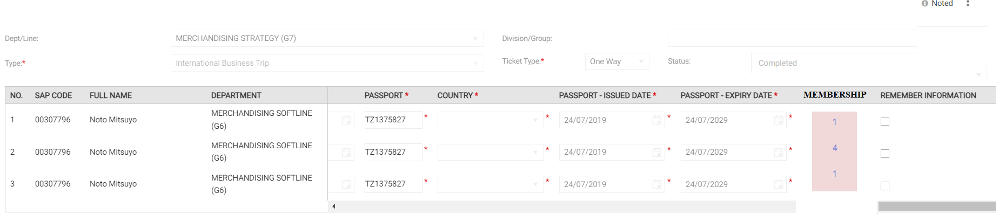 Noted
Dept/Line: MERCHANDISING STRATEGY (G7) Division/Group:
Type:* International Business Trip Ticket Type:* One Way Status: Completed
NO. SAP CODE FULL NAME DEPARTMENT PASSPORT * COUNTRY * PASSPORT - ISSUED DATE * PASSPORT - EXPIRY DATE * MEMBERSHIP REMEMBER INFORMATION
1 00307796 Noto Mitsuyo MERCHANDISING SOFTLINE (G6) TZ1375827 * * 24/07/2019 * 24/07/2029 * 1
2 00307796 Noto Mitsuyo MERCHANDISING SOFTLINE (G6) TZ1375827 * * 24/07/2019 * 24/07/2029 * 4
3 00307796 Noto Mitsuyo MERCHANDISING SOFTLINE (G6) TZ1375827 * * 24/07/2019 * 24/07/2029 * 1